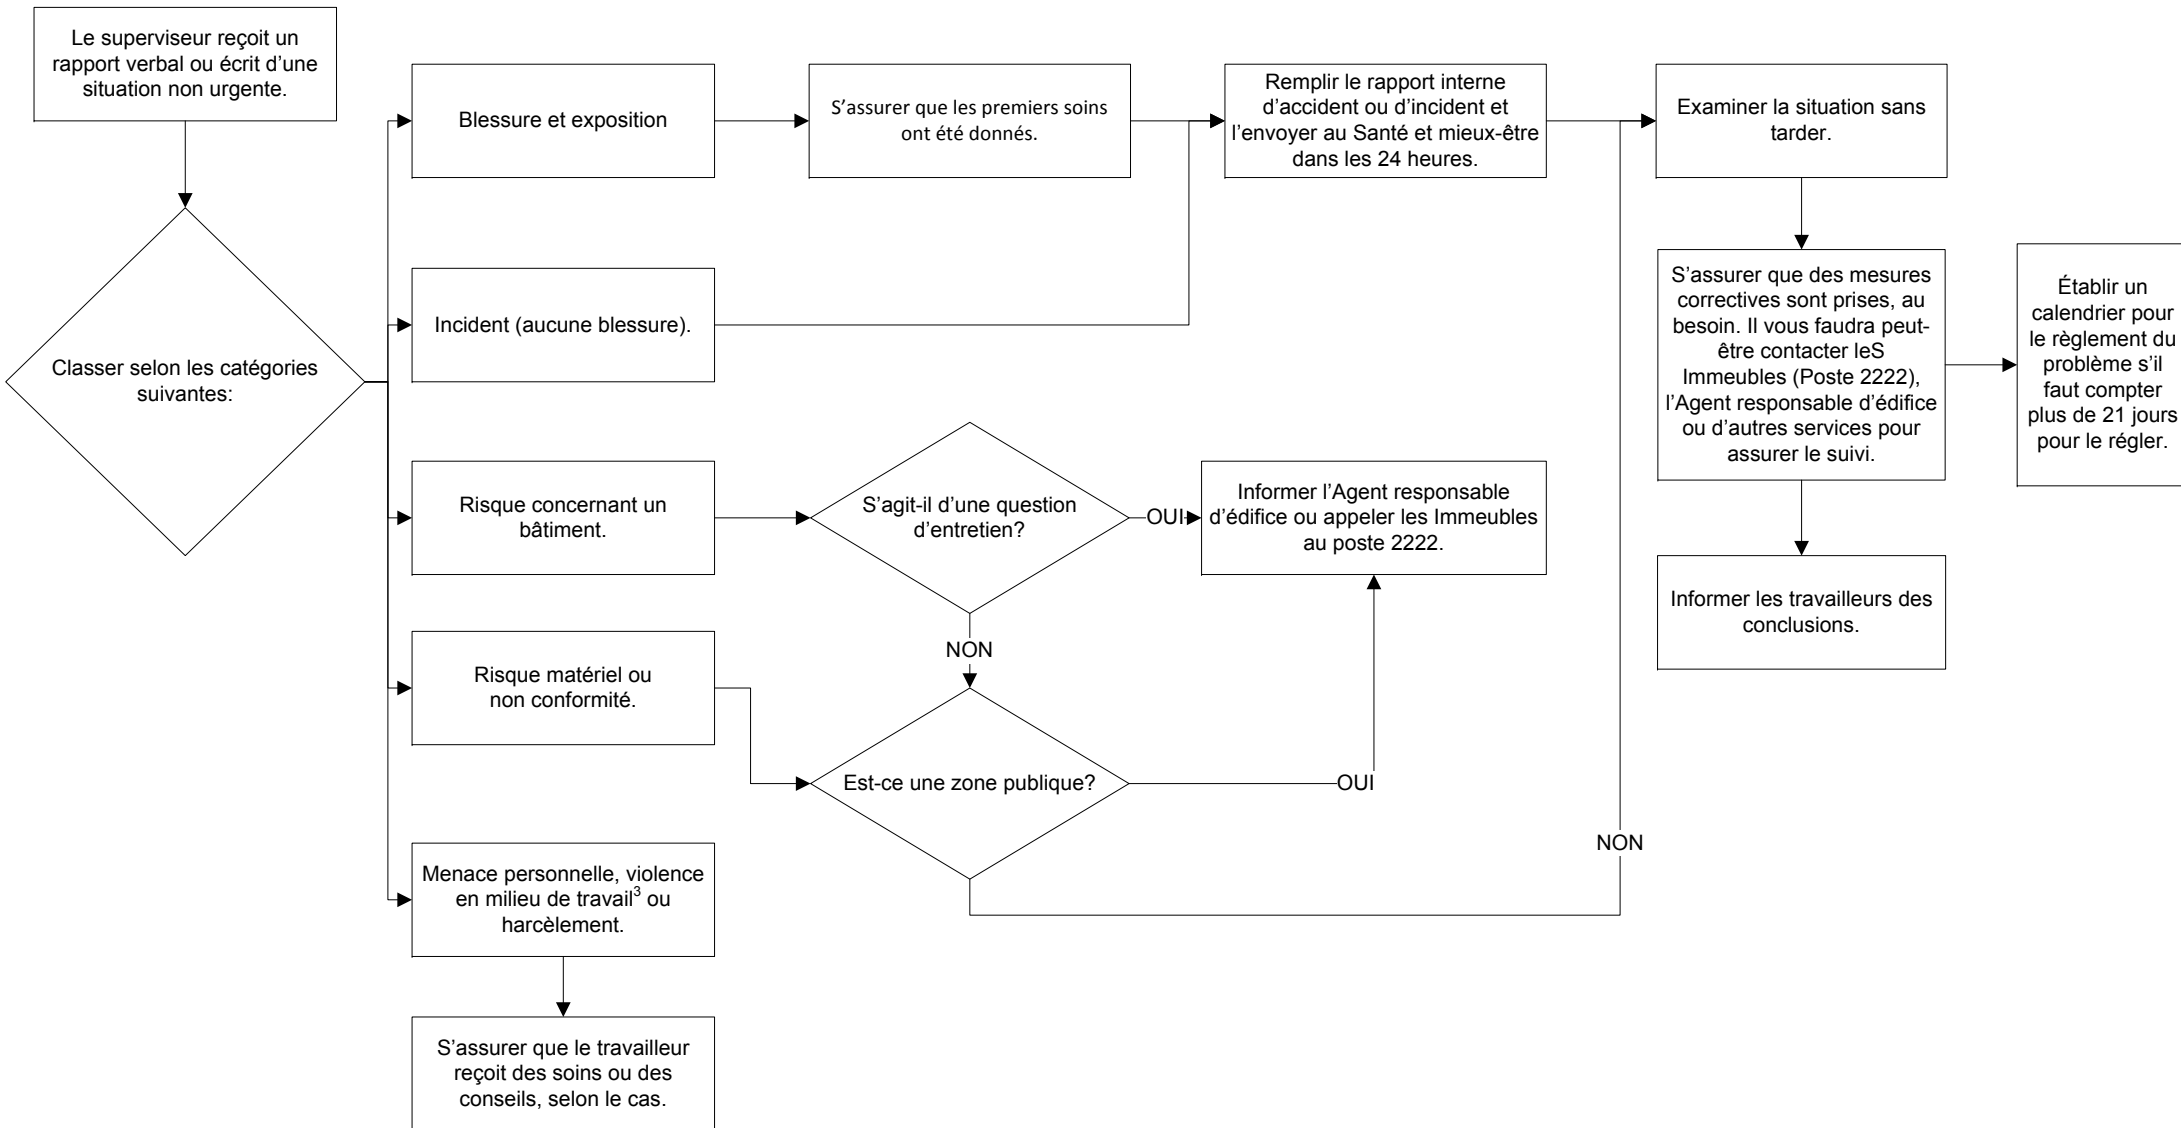 Le superviseur reçoit un
rapport verbal ou écrit d'une
situation non urgente.
Classer selon les catégories
suivantes:
Blessure et exposition
S'assurer que les premiers soins
ont été donnés.
Remplir le rapport interne
d'accident ou d'incident et
l'envoyer au Santé et mieux-être
dans les 24 heures.
Examiner la situation sans
tarder.
Incident (aucune blessure).
S'assurer que des mesures
correctives sont prises, au
besoin. Il vous faudra peut-
être contacter leS
Immeubles (Poste 2222),
l'Agent responsable d'édifice
ou d'autres services pour
assurer le suivi.
Établir un
calendrier pour
le règlement du
problème s'il
faut compter
plus de 21 jours
pour le régler.
Risque concernant un
bâtiment.
S'agit-il d'une question
d'entretien?
OUI
Informer l'Agent responsable
d'édifice ou appeler les Immeubles
au poste 2222.
Informer les travailleurs des
conclusions.
NON
Risque matériel ou
non conformité.
Est-ce une zone publique?
OUI
NON
Menace personnelle, violence
en milieu de travail³ ou
harcèlement.
S'assurer que le travailleur
reçoit des soins ou des
conseils, selon le cas.